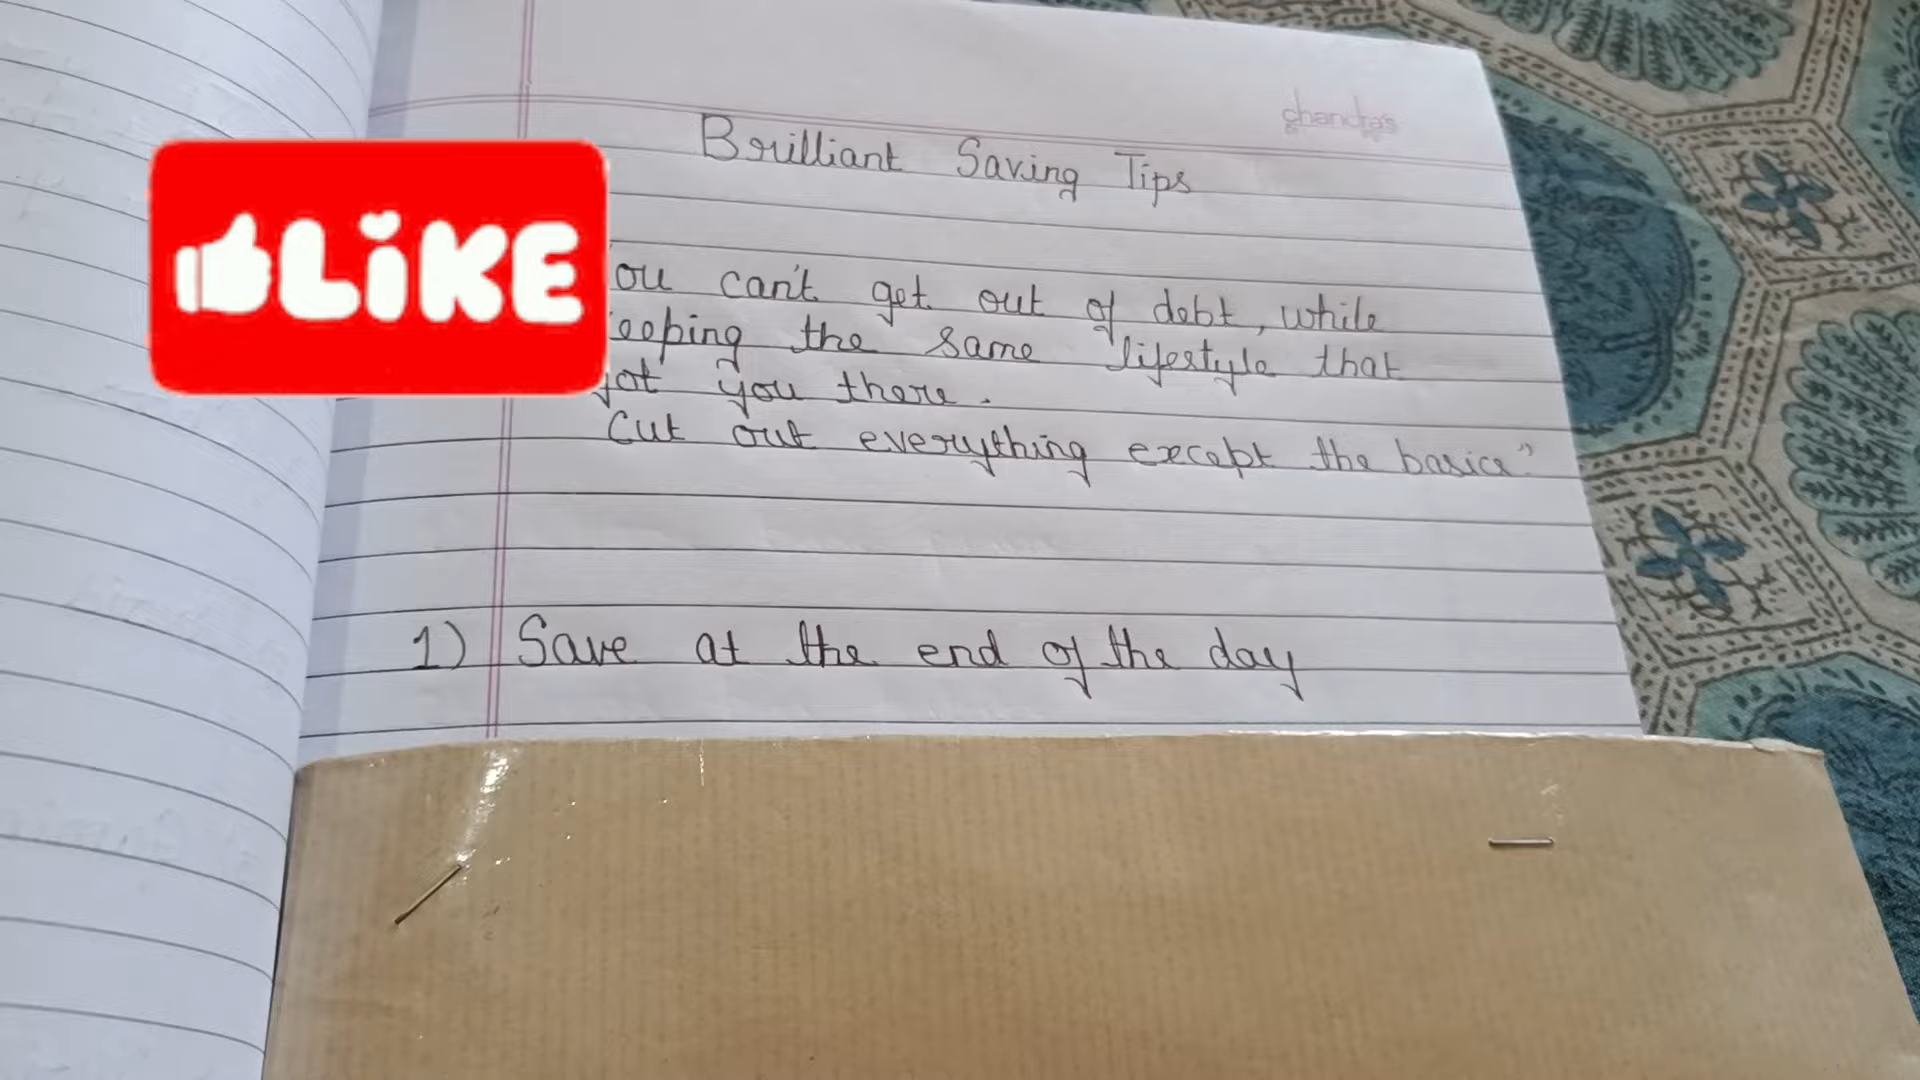 chandra's
Brilliant Saving Tips
LiKE
ou can't get out of debt, while
eeping the same lifestyle that
got you there.
Cut out everything except the basics"
1) Save at the end of the day